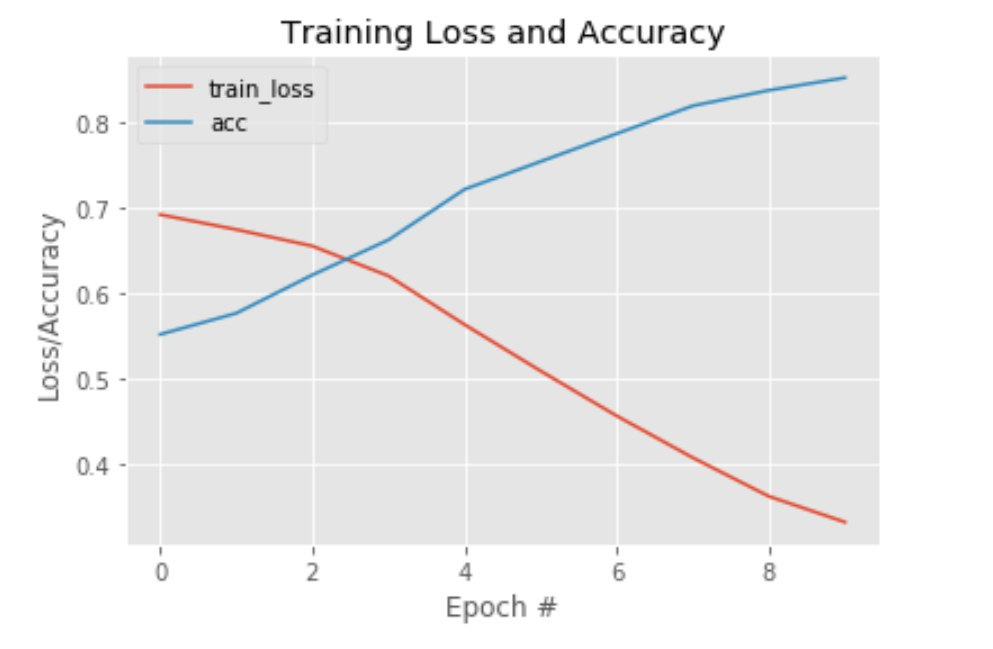 Training Loss and Accuracy
train_loss
acc
0.8
0.7
0.6
0.5
0.4
Loss/Accuracy
0 2 4 6 8
Epoch #